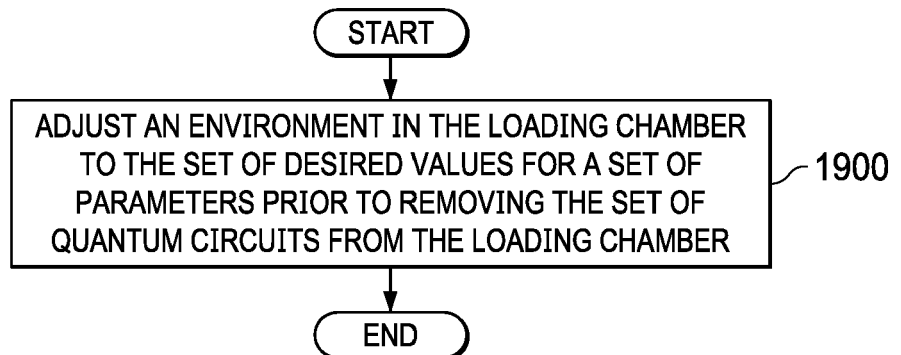 START
ADJUST AN ENVIRONMENT IN THE LOADING CHAMBER
TO THE SET OF DESIRED VALUES FOR A SET OF
PARAMETERS PRIOR TO REMOVING THE SET OF
QUANTUM CIRCUITS FROM THE LOADING CHAMBER
1900
END